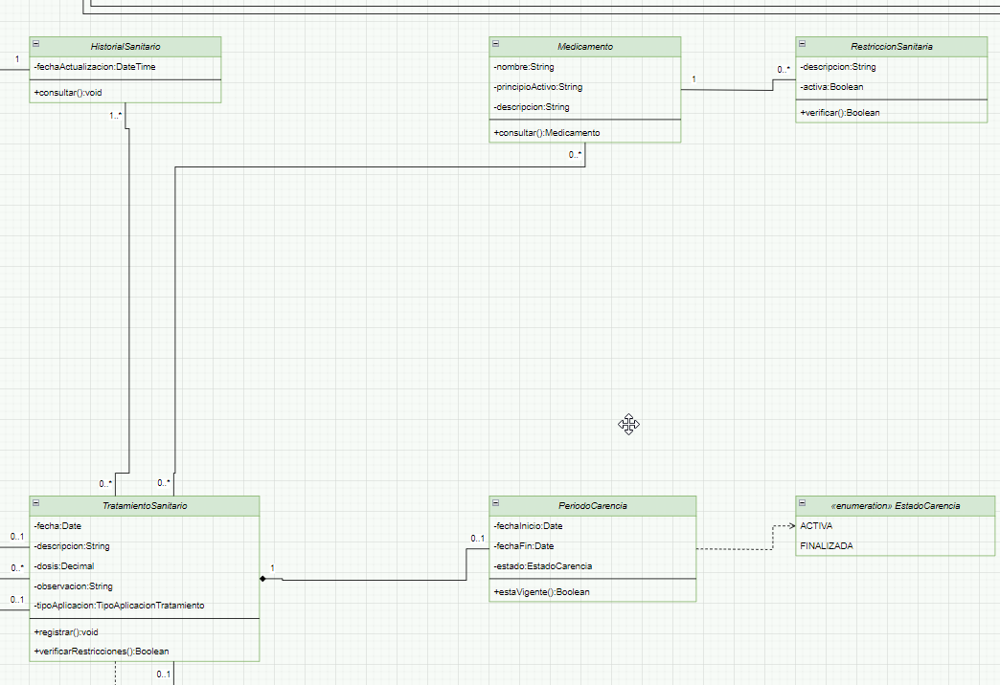 HistorialSanitario
1
-fechaActualizacion:DateTime
+consultar():void
1..*
Medicamento
-nombre:String
-principioActivo:String
-descripcion:String
+consultar():Medicamento
0..*
1
0..*
RestriccionSanitaria
-descripcion:String
-activa:Boolean
+verificar():Boolean
0..*
0..*
TratamientoSanitario
-fecha:Date
0..1
-descripcion:String
0..*
-dosis:Decimal
-observacion:String
0..1
-tipoAplicacion:TipoAplicacionTratamiento
+registrar():void
+verificarRestricciones():Boolean
0..1
1
0..1
PeriodoCarencia
-fechaInicio:Date
-fechaFin:Date
-estado:EstadoCarencia
+estaVigente():Boolean
«enumeration» EstadoCarencia
ACTIVA
FINALIZADA